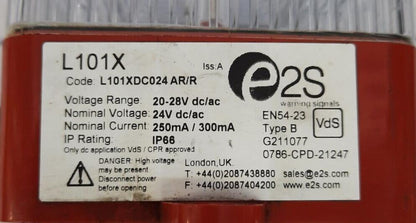 L101X
Iss:A
Code: L101XDC024 AR/R
e2s
warning signals
Voltage Range: 20-28V dc/ac
Nominal Voltage: 24V dc/ac
Nominal Current: 250mA / 300mA
IP Rating: IP66
Only dc application VdS / CPR approved
EN54-23
Type B
G211077
0786-CPD-21247
VdS
DANGER: High voltage
may be present
Disconnect power
before opening
London,UK.
T: +44(0)2087438880
F: +44(0)2087404200
sales@e2s.com
www.e2s.com